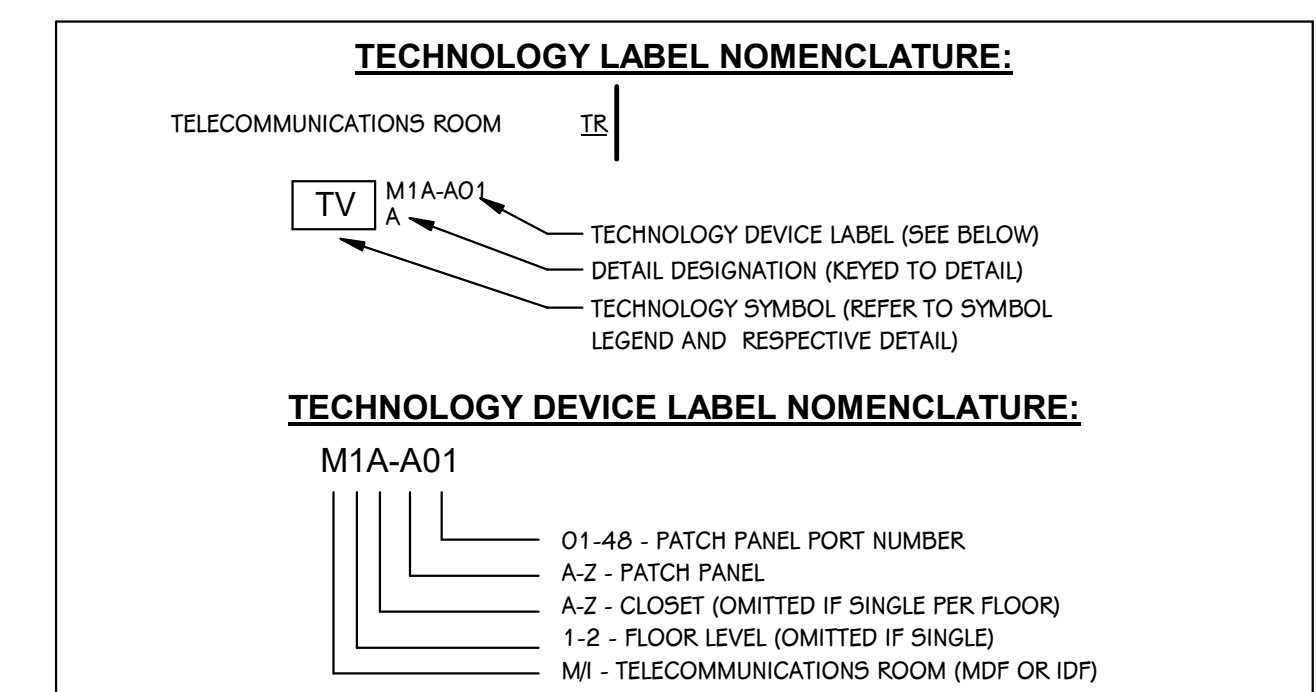 TECHNOLOGY LABEL NOMENCLATURE:
TELECOMMUNICATIONS ROOM TR
TV M1A-A01
A
TECHNOLOGY DEVICE LABEL (SEE BELOW)
DETAIL DESIGNATION (KEYED TO DETAIL)
TECHNOLOGY SYMBOL (REFER TO SYMBOL
LEGEND AND RESPECTIVE DETAIL)
TECHNOLOGY DEVICE LABEL NOMENCLATURE:
M1A-A01
01-48 - PATCH PANEL PORT NUMBER
A-Z - PATCH PANEL
A-Z - CLOSET (OMITTED IF SINGLE PER FLOOR)
1-2 - FLOOR LEVEL (OMITTED IF SINGLE)
M/I - TELECOMMUNICATIONS ROOM (MDF OR IDF)